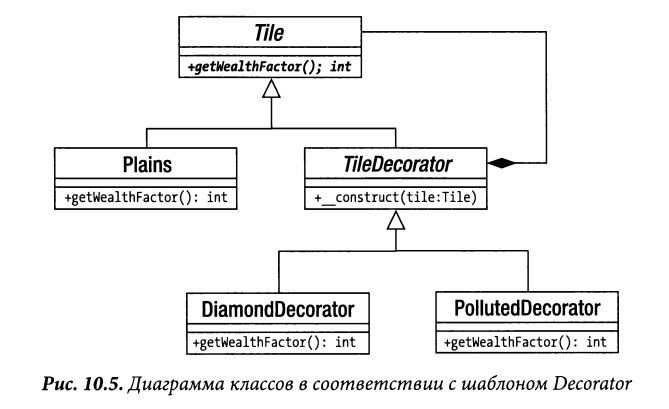 Tile
+getWealthFactor(); int
Plains
+getWealthFactor(): int
TileDecorator
+__construct(tile:Tile)
DiamondDecorator
+getWealthFactor(): int
PollutedDecorator
+getWealthFactor(): int
Рис. 10.5. Диаграмма классов в соответствии с шаблоном Decorator